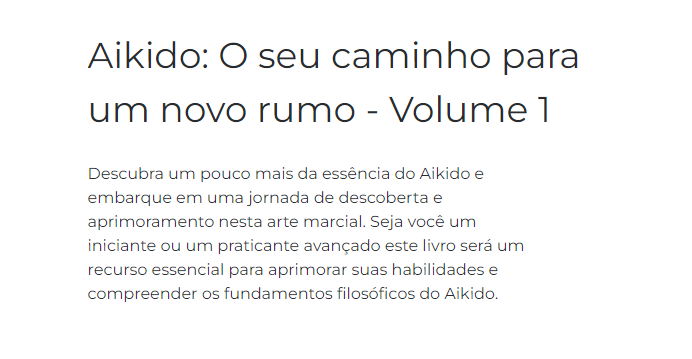 Aikido: O seu caminho para
um novo rumo - Volume 1
Descubra um pouco mais da essência do Aikido e
embarque em uma jornada de descoberta e
aprimoramento nesta arte marcial. Seja você um
iniciante ou um praticante avançado este livro será um
recurso essencial para aprimorar suas habilidades e
compreender os fundamentos filosóficos do Aikido.